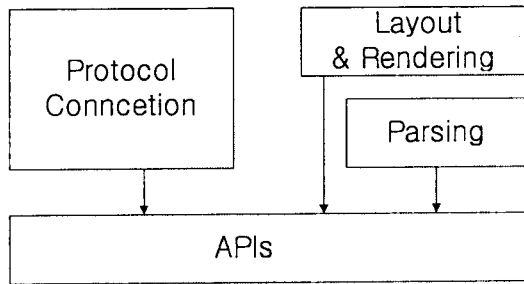 Protocol
Conncetion
Layout
& Rendering
Parsing
APIs